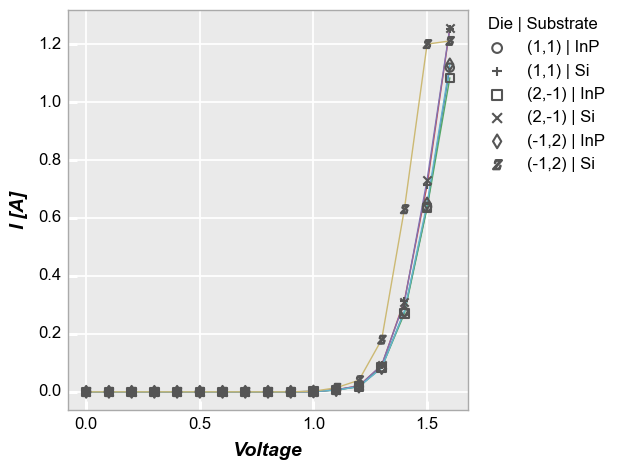 Die | Substrate
(1,1) | InP
(1,1) | Si
(2,-1) | InP
(2,-1) | Si
(-1,2) | InP
(-1,2) | Si
1.2
1.0
0.8
0.6
0.4
0.2
0.0
I [A]
0.0 0.5 1.0 1.5
Voltage